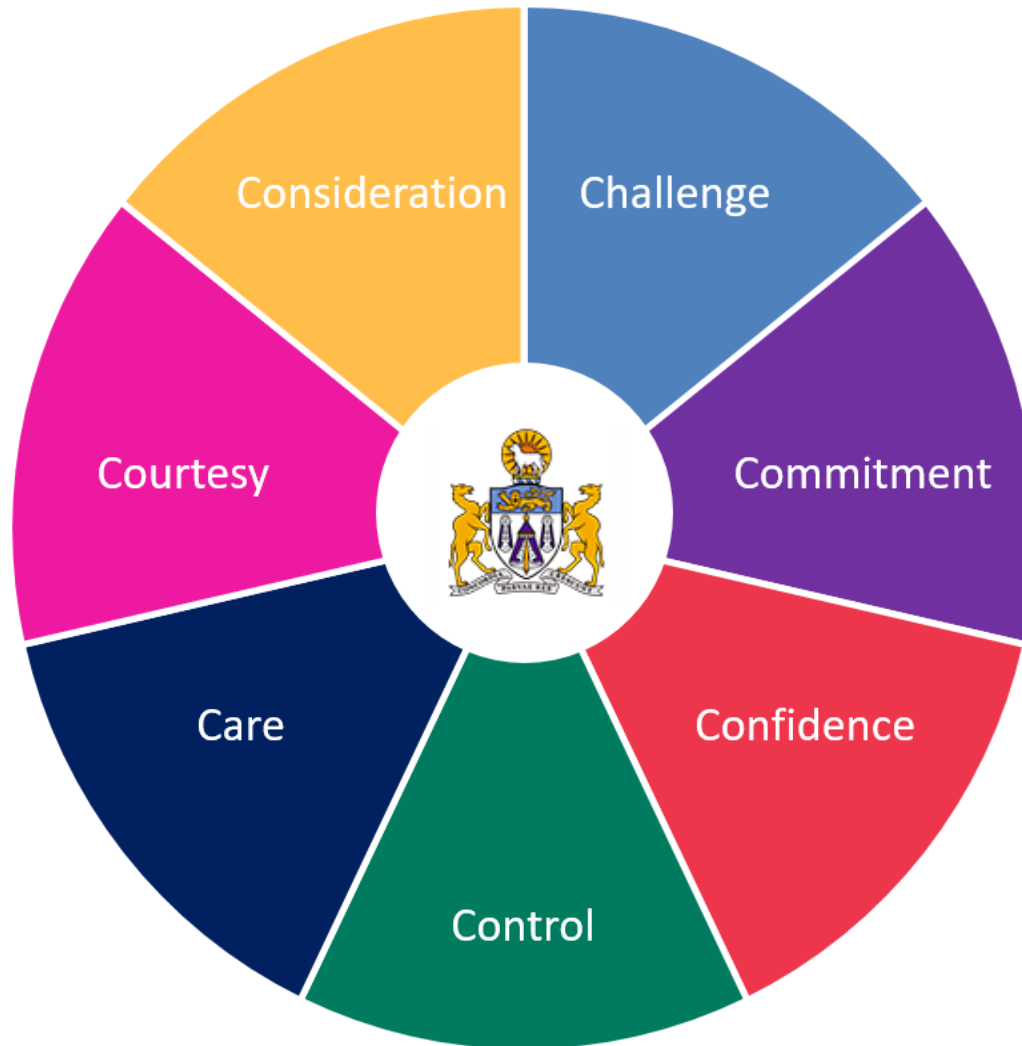 Consideration
Challenge
Courtesy
Commitment
Care
Confidence
Control